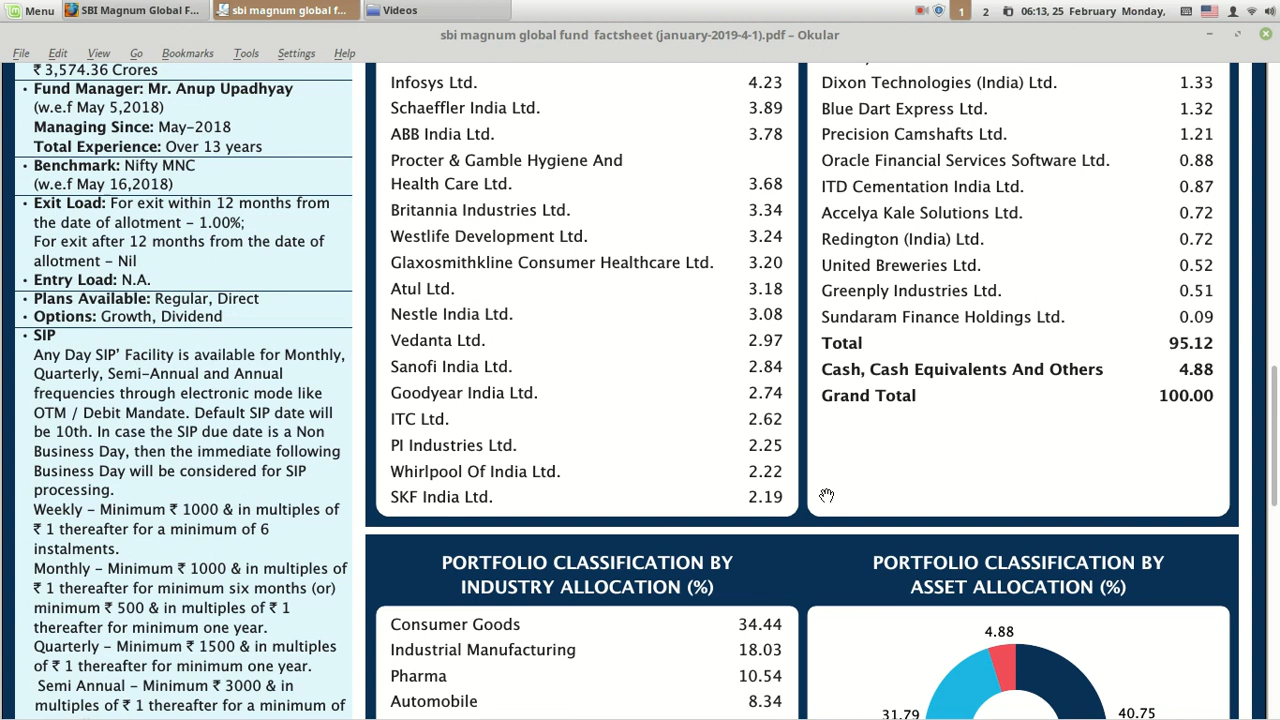 Menu
SBI Magnum Global F...
sbi magnum global f...
Videos
1
2
06:13, 25 February Monday,
sbi magnum global fund factsheet (january-2019-4-1).pdf – Okular
File Edit View Go Bookmarks Tools Settings Help
₹ 3,574.36 Crores
• Fund Manager: Mr. Anup Upadhyay
(w.e.f May 5,2018)
Managing Since: May-2018
Total Experience: Over 13 years
• Benchmark: Nifty MNC
(w.e.f May 16,2018)
• Exit Load: For exit within 12 months from
the date of allotment – 1.00%;
For exit after 12 months from the date of
allotment – Nil
• Entry Load: N.A.
• Plans Available: Regular, Direct
• Options: Growth, Dividend
• SIP
Any Day SIP’ Facility is available for Monthly,
Quarterly, Semi-Annual and Annual
frequencies through electronic mode like
OTM / Debit Mandate. Default SIP date will
be 10th. In case the SIP due date is a Non
Business Day, then the immediate following
Business Day will be considered for SIP
processing.
Weekly – Minimum ₹ 1000 & in multiples of
₹ 1 thereafter for a minimum of 6
instalments.
Monthly – Minimum ₹ 1000 & in multiples of
₹ 1 thereafter for minimum six months (or)
minimum ₹ 500 & in multiples of ₹ 1
thereafter for minimum one year.
Quarterly – Minimum ₹ 1500 & in multiples
of ₹ 1 thereafter for minimum one year.
Semi Annual – Minimum ₹ 3000 & in
multiples of ₹ 1 thereafter for a minimum of
Infosys Ltd. 4.23
Schaeffler India Ltd. 3.89
ABB India Ltd. 3.78
Procter & Gamble Hygiene And
Health Care Ltd. 3.68
Britannia Industries Ltd. 3.34
Westlife Development Ltd. 3.24
Glaxosmithkline Consumer Healthcare Ltd. 3.20
Atul Ltd. 3.18
Nestle India Ltd. 3.08
Vedanta Ltd. 2.97
Sanofi India Ltd. 2.84
Goodyear India Ltd. 2.74
ITC Ltd. 2.62
PI Industries Ltd. 2.25
Whirlpool Of India Ltd. 2.22
SKF India Ltd. 2.19
Dixon Technologies (India) Ltd. 1.33
Blue Dart Express Ltd. 1.32
Precision Camshafts Ltd. 1.21
Oracle Financial Services Software Ltd. 0.88
ITD Cementation India Ltd. 0.87
Accelya Kale Solutions Ltd. 0.72
Redington (India) Ltd. 0.72
United Breweries Ltd. 0.52
Greenply Industries Ltd. 0.51
Sundaram Finance Holdings Ltd. 0.09
Total 95.12
Cash, Cash Equivalents And Others 4.88
Grand Total 100.00
PORTFOLIO CLASSIFICATION BY
INDUSTRY ALLOCATION (%)
Consumer Goods 34.44
Industrial Manufacturing 18.03
Pharma 10.54
Automobile 8.34
PORTFOLIO CLASSIFICATION BY
ASSET ALLOCATION (%)
4.88
31.79
40.75